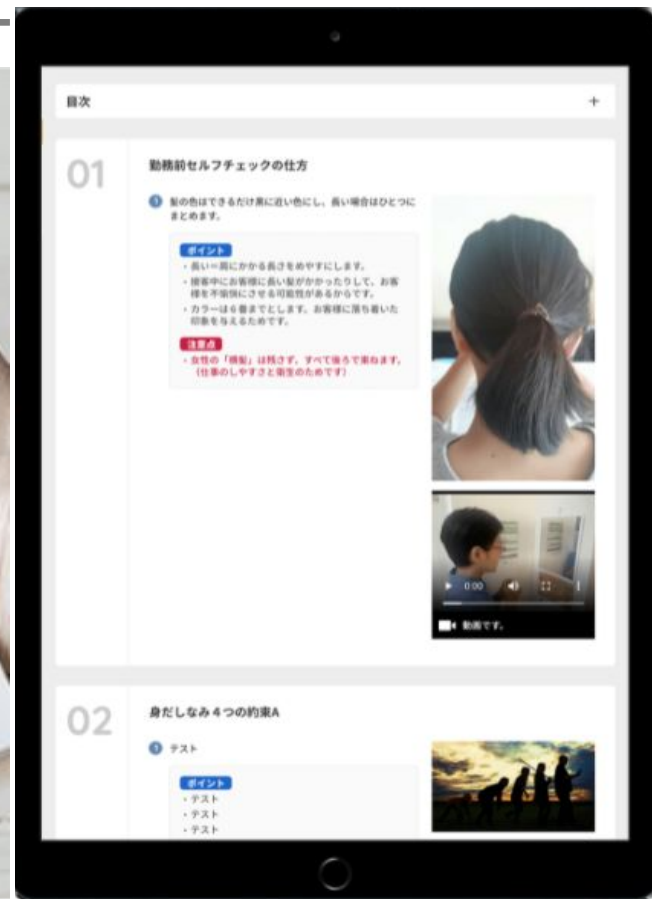 目次
+
01
勤務前セルフチェックの仕方
1 髪の色はできるだけ黒に近い色にし、長い場合はひとつに
まとめます。
ポイント
・長い=肩にかかる長さをめやすにします。
・接客中にお客様に長い髪がかかったりして、お客
様を不愉快にさせる可能性があるからです。
・カラーは6番までとします。お客様に落ち着いた
印象を与えるためです。
注意点
・女性の「横髪」は残さず、すべて後ろで束ねます。
(仕事のしやすさと衛生のためです)
0:00
動画です。
02
身だしなみ4つの約束A
1 テスト
ポイント
・テスト
・テスト
・テスト